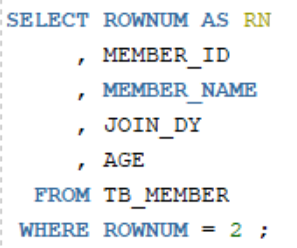 SELECT ROWNUM AS RN
, MEMBER_ID
, MEMBER_NAME
, JOIN_DY
, AGE
FROM TB_MEMBER
WHERE ROWNUM = 2 ;